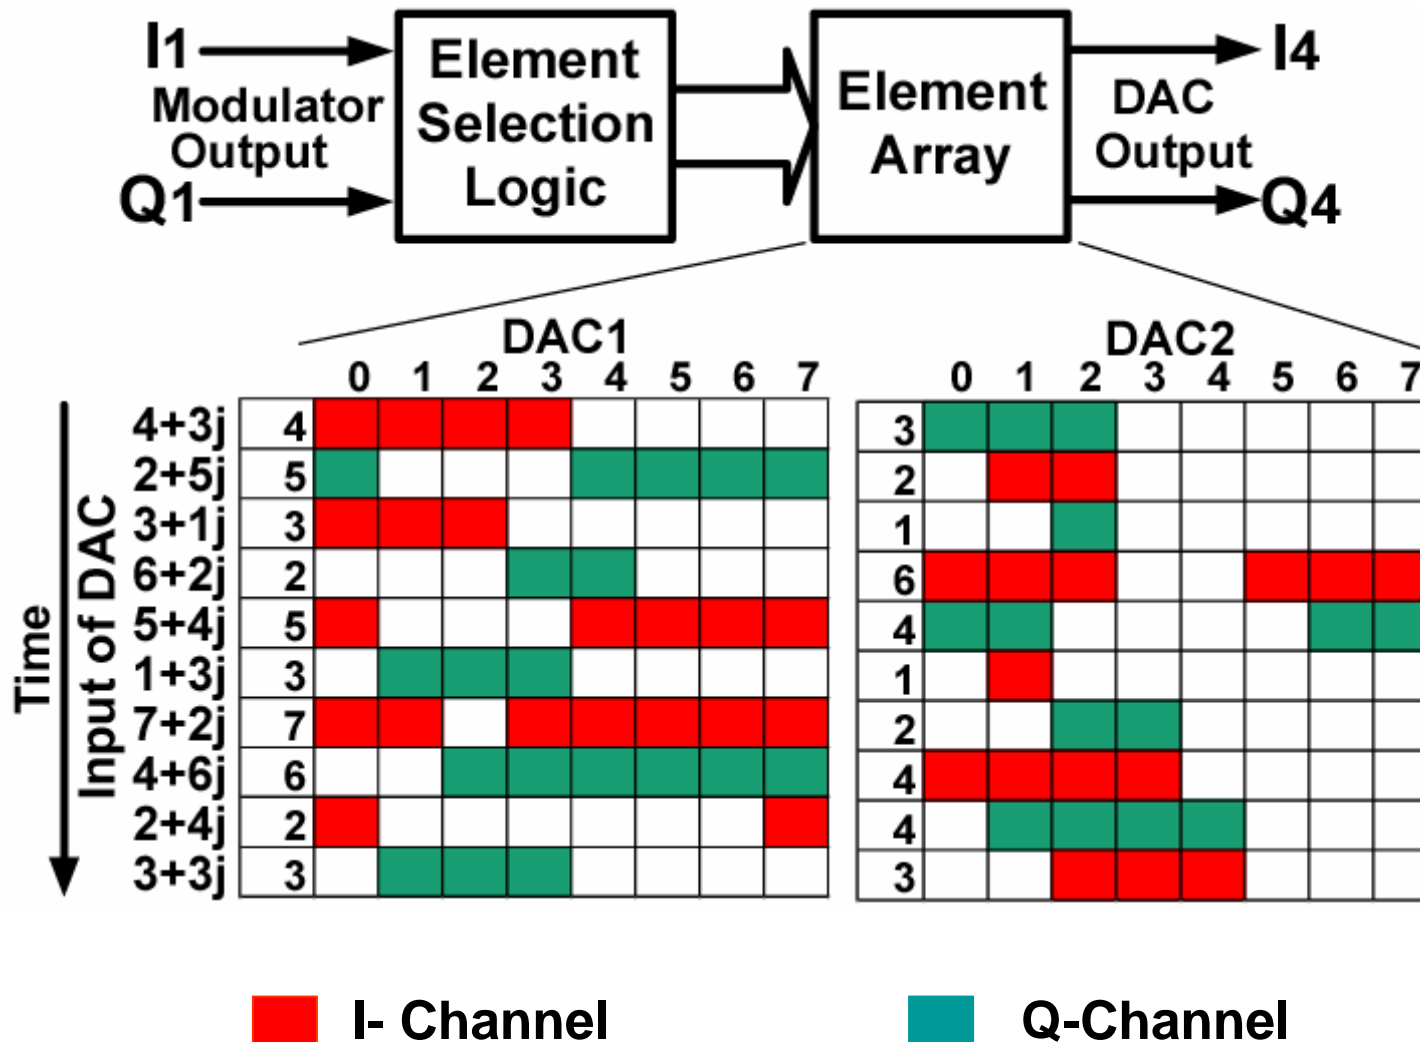 I1
Modulator
Output
Q1
Element
Selection
Logic
Element
Array
I4
DAC
Output
Q4
DAC1
DAC2
0 1 2 3 4 5 6 7
0 1 2 3 4 5 6 7
Time
Input of DAC
4+3j 4 3
2+5j 5 2
3+1j 3 1
6+2j 2 6
5+4j 5 4
1+3j 3 1
7+2j 7 2
4+6j 6 4
2+4j 2 4
3+3j 3 3
I- Channel
Q-Channel